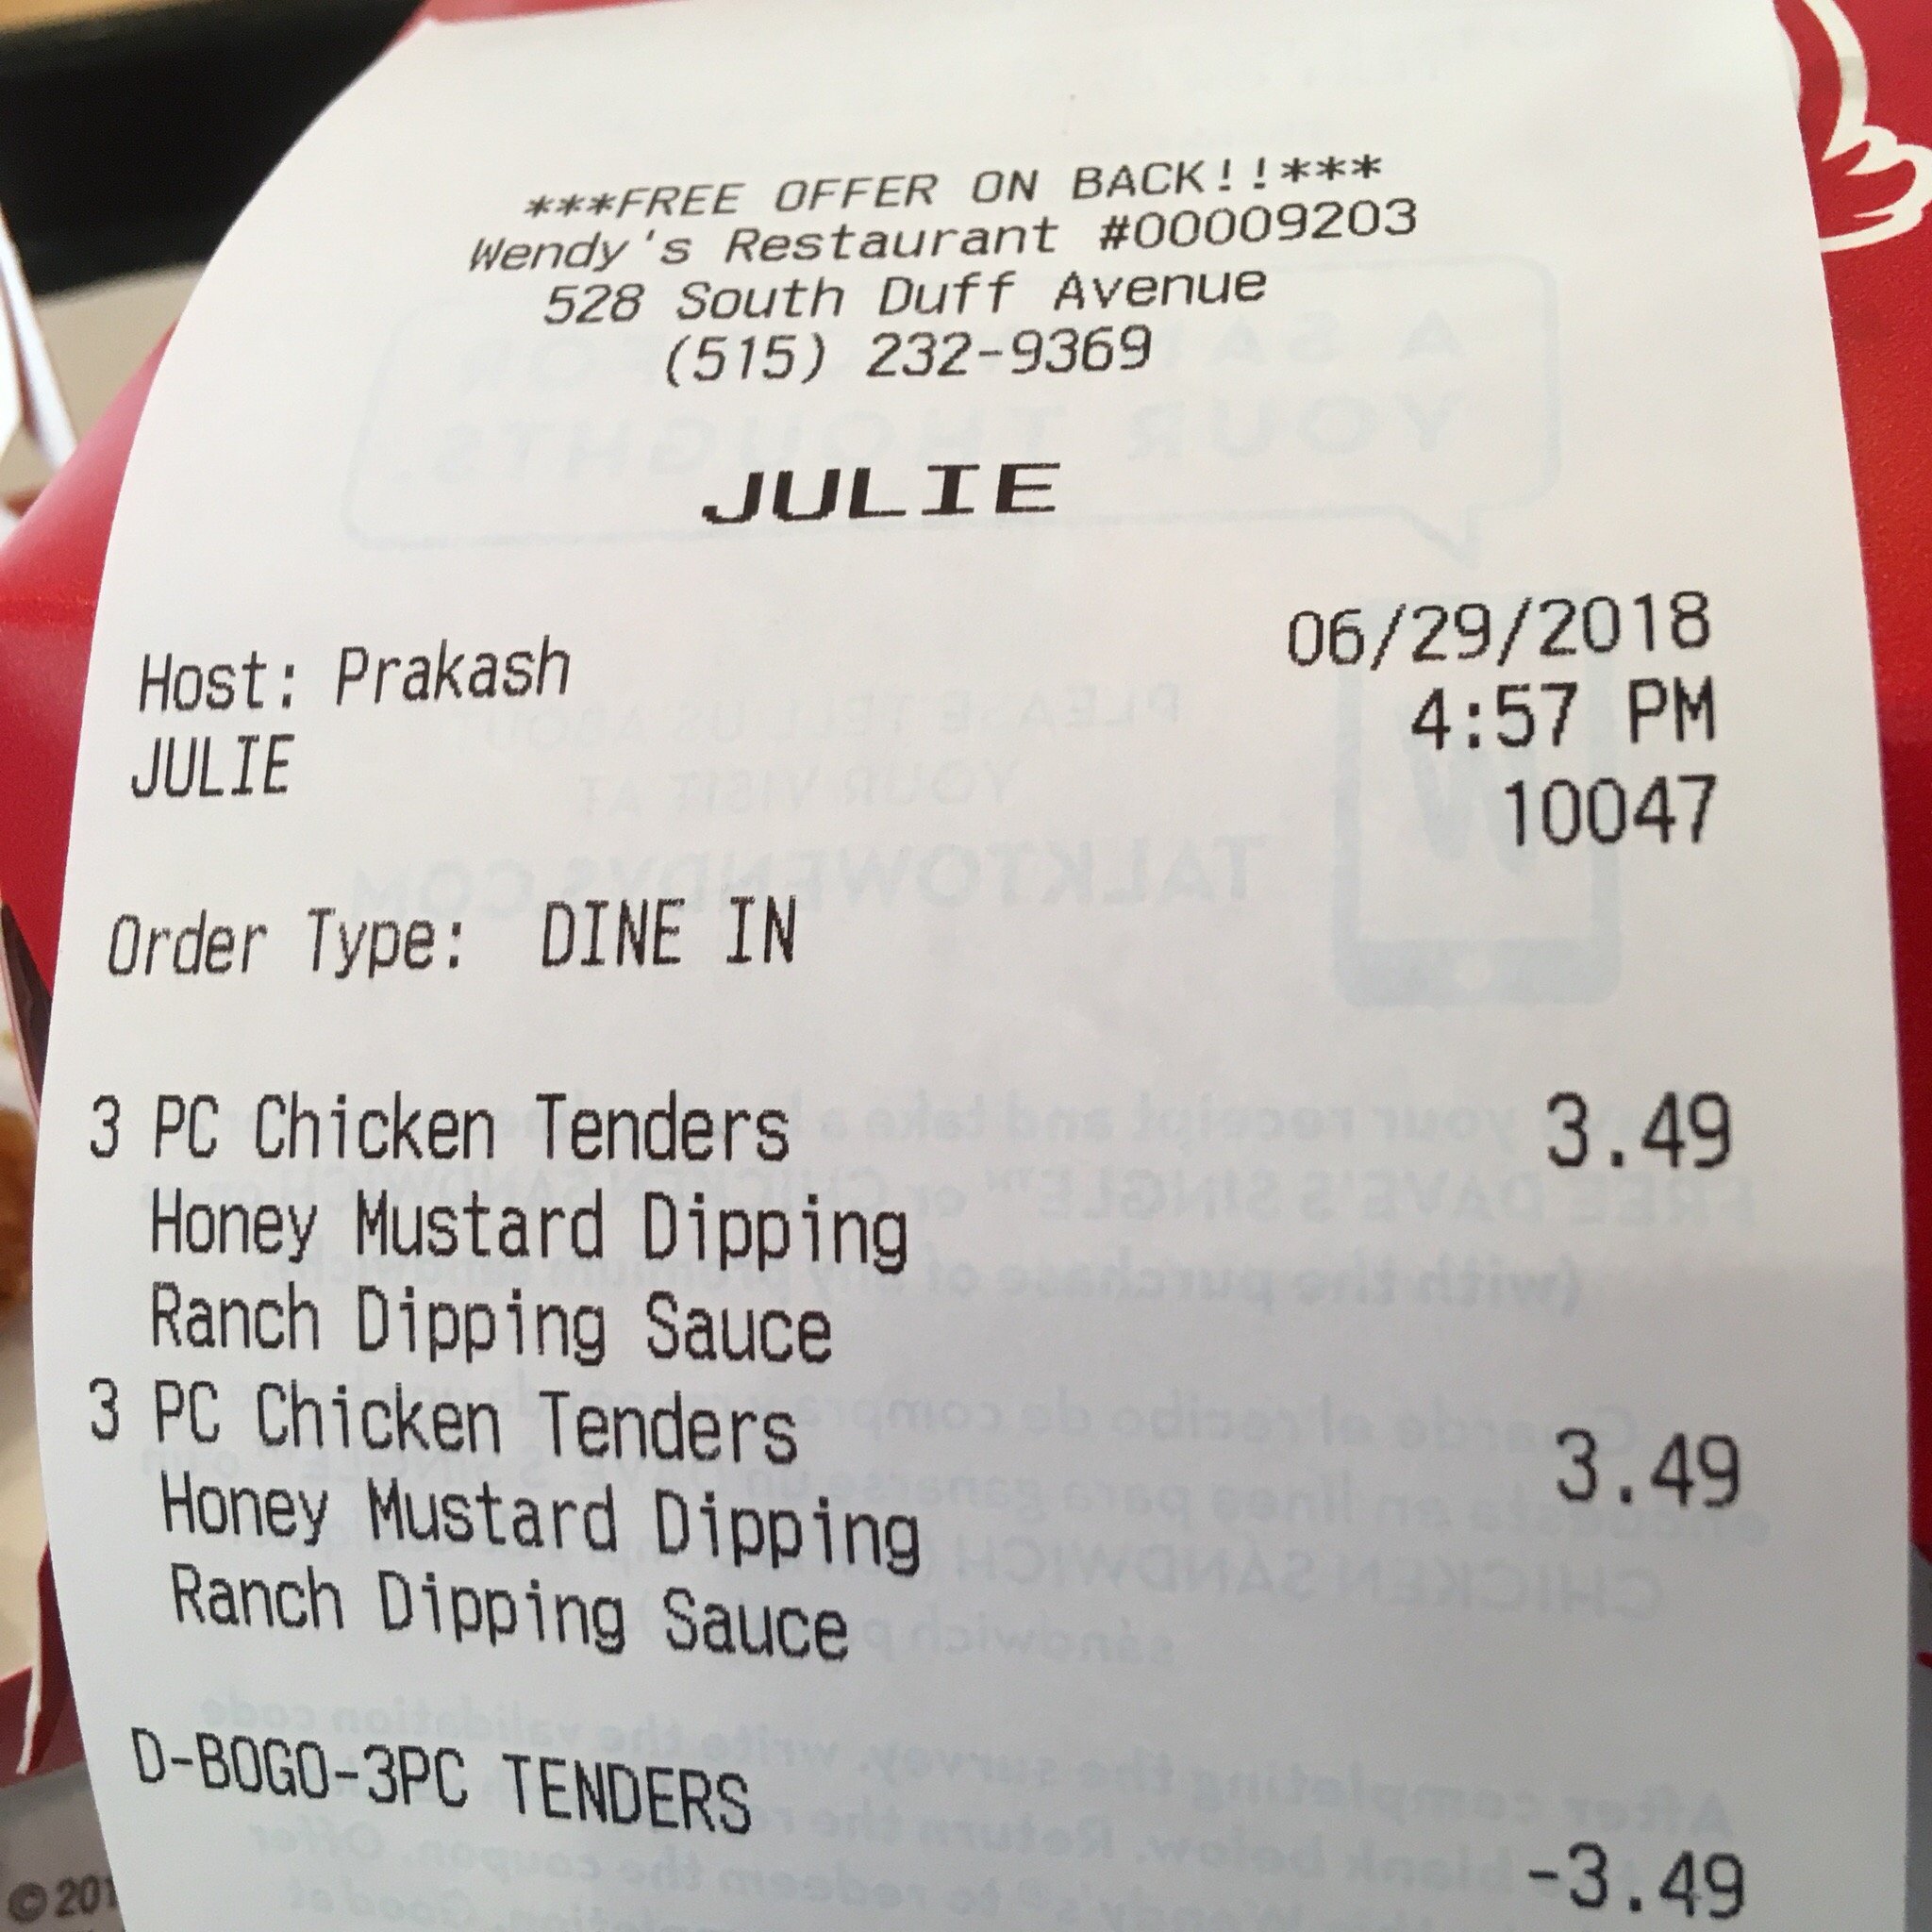 ***FREE OFFER ON BACK!!***
Wendy's Restaurant #00009203
528 South Duff Avenue
(515) 232-9369
JULIE
Host: Prakash 06/29/2018
4:57 PM
JULIE 10047
Order Type: DINE IN
3 PC Chicken Tenders 3.49
Honey Mustard Dipping
Ranch Dipping Sauce
3 PC Chicken Tenders 3.49
Honey Mustard Dipping
Ranch Dipping Sauce
D-BOGO-3PC TENDERS
-3.49
© 201